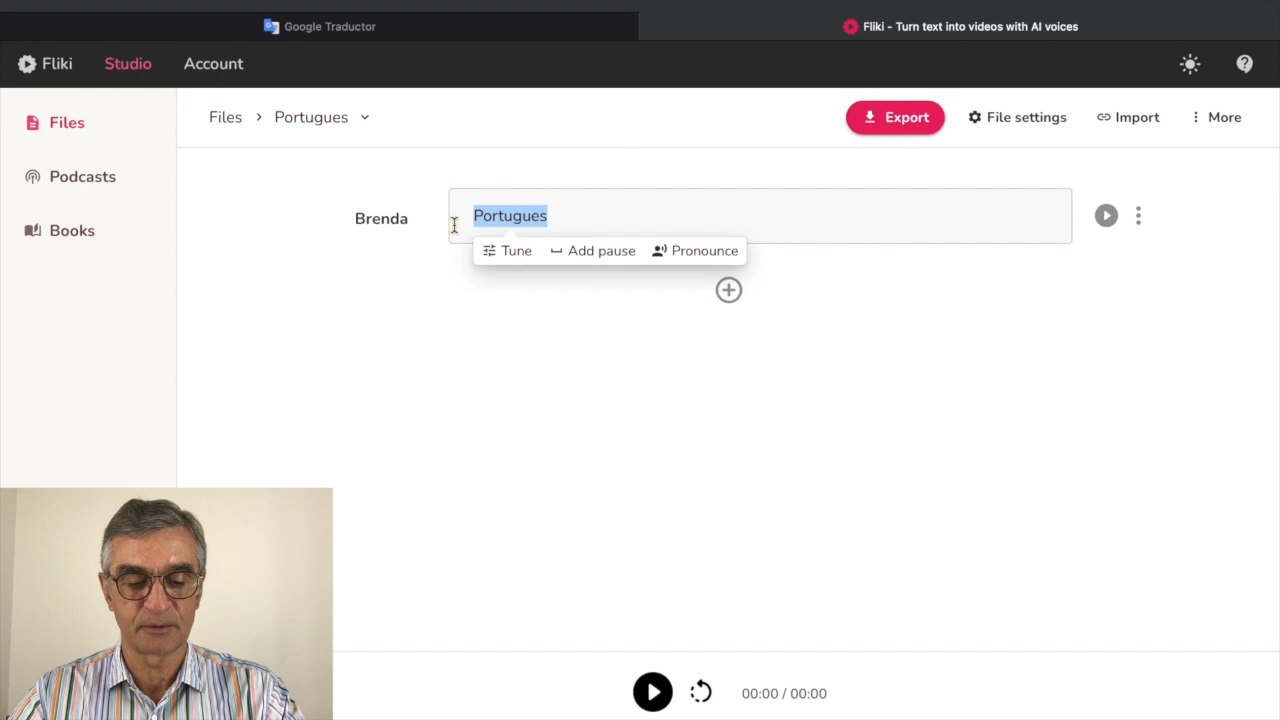 Google Traductor
Fliki - Turn text into videos with AI voices
Fliki
Studio
Account
Files
Podcasts
Books
Files > Portugues
Export
File settings
Import
More
Brenda
Portugues
Tune
Add pause
Pronounce
00:00 / 00:00